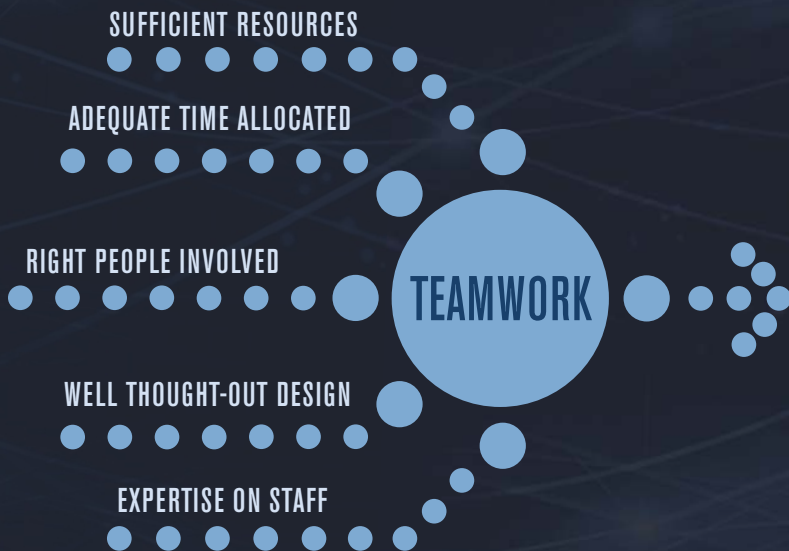 SUFFICIENT RESOURCES
ADEQUATE TIME ALLOCATED
RIGHT PEOPLE INVOLVED
TEAMWORK
WELL THOUGHT-OUT DESIGN
EXPERTISE ON STAFF